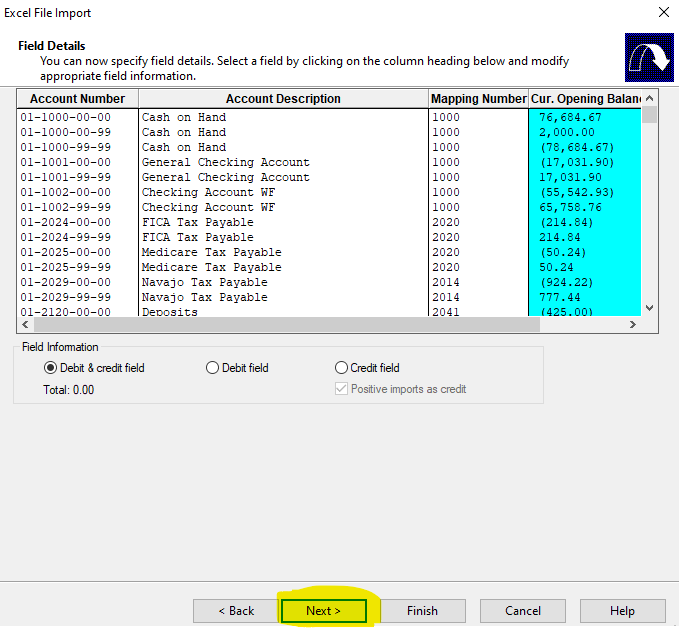 Excel File Import
Field Details
You can now specify field details. Select a field by clicking on the column heading below and modify
appropriate field information.
Account Number Account Description Mapping Number Cur. Opening Balanc
01-1000-00-00 Cash on Hand 1000 76,684.67
01-1000-00-99 Cash on Hand 1000 2,000.00
01-1000-99-99 Cash on Hand 1000 (78,684.67)
01-1001-00-00 General Checking Account 1000 (17,031.90)
01-1001-99-99 General Checking Account 1000 17,031.90
01-1002-00-00 Checking Account WF 1000 (55,542.93)
01-1002-99-99 Checking Account WF 1000 65,758.76
01-2024-00-00 FICA Tax Payable 2020 (214.84)
01-2024-99-99 FICA Tax Payable 2020 214.84
01-2025-00-00 Medicare Tax Payable 2020 (50.24)
01-2025-99-99 Medicare Tax Payable 2020 50.24
01-2029-00-00 Navajo Tax Payable 2014 (924.22)
01-2029-99-99 Navajo Tax Payable 2014 777.44
01-2120-00-00 Deposits 2041 (425.00)
Field Information
Debit & credit field Debit field Credit field
Total: 0.00 Positive imports as credit
< Back Next > Finish Cancel Help